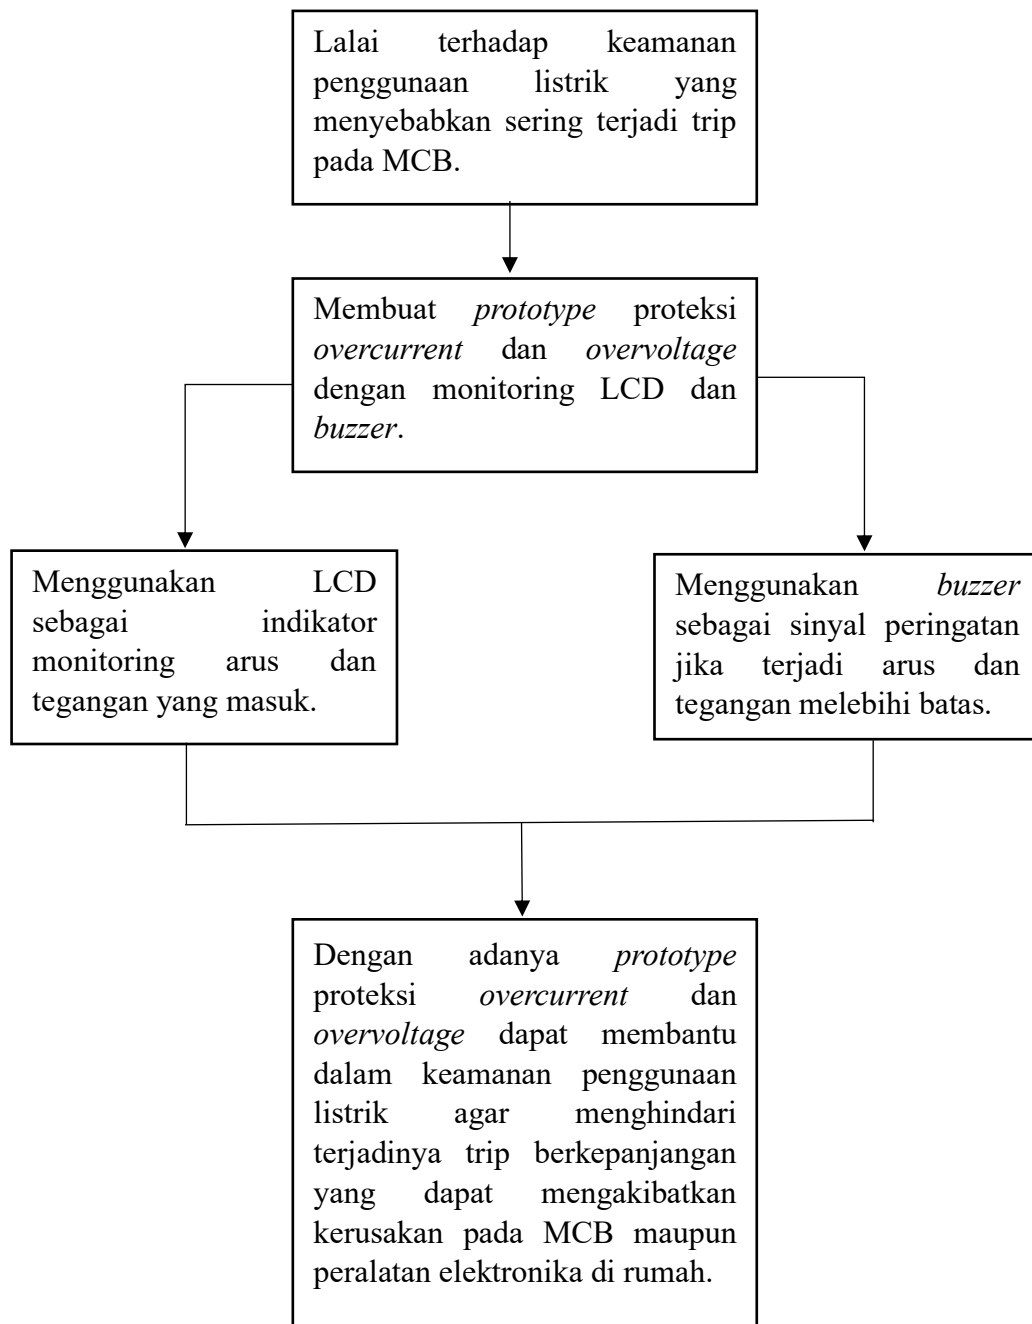 Lalai terhadap keamanan
penggunaan listrik yang
menyebabkan sering terjadi trip
pada MCB.
Membuat prototype proteksi
overcurrent dan overvoltage
dengan monitoring LCD dan
buzzer.
Menggunakan LCD
sebagai indikator
monitoring arus dan
tegangan yang masuk.
Menggunakan buzzer
sebagai sinyal peringatan
jika terjadi arus dan
tegangan melebihi batas.
Dengan adanya prototype
proteksi overcurrent dan
overvoltage dapat membantu
dalam keamanan penggunaan
listrik agar menghindari
terjadinya trip berkepanjangan
yang dapat mengakibatkan
kerusakan pada MCB maupun
peralatan elektronika di rumah.